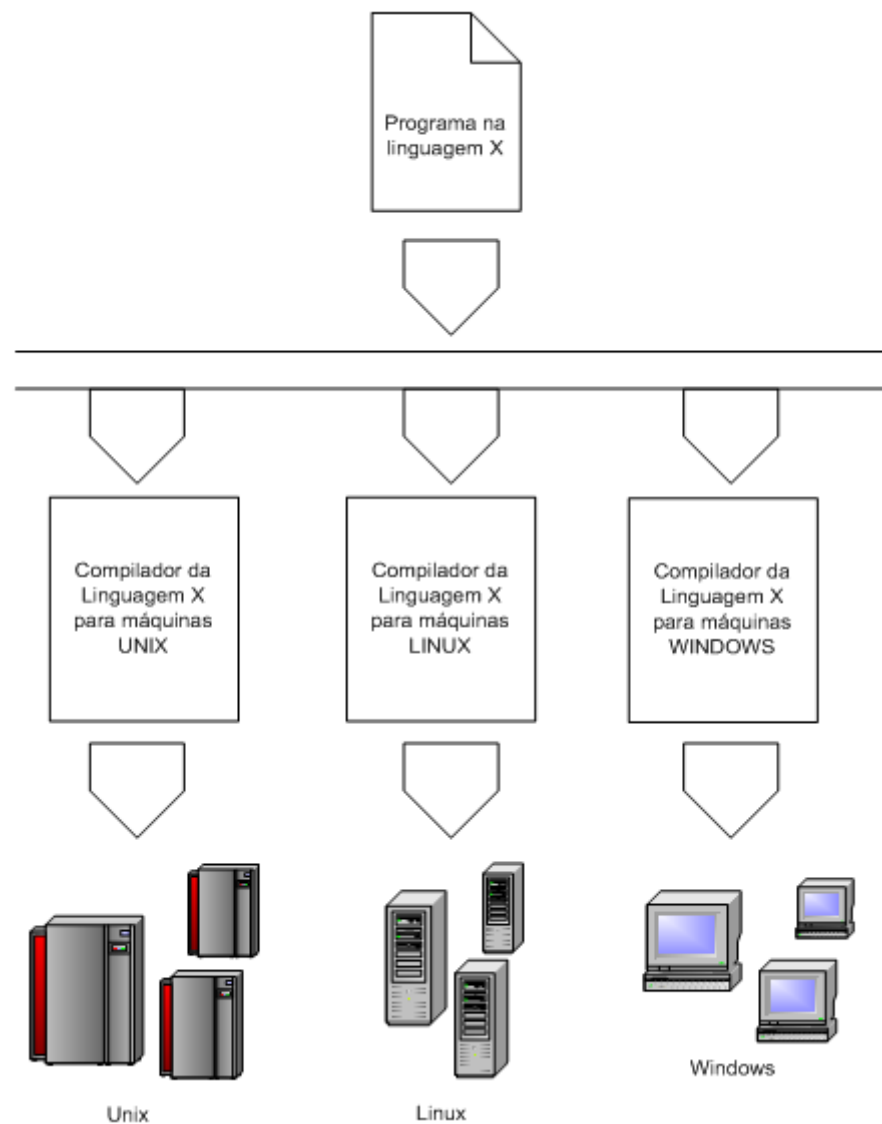 Programa na
linguagem X
Compilador da
Linguagem X
para máquinas
UNIX
Compilador da
Linguagem X
para máquinas
LINUX
Compilador da
Linguagem X
para máquinas
WINDOWS
Unix
Linux
Windows